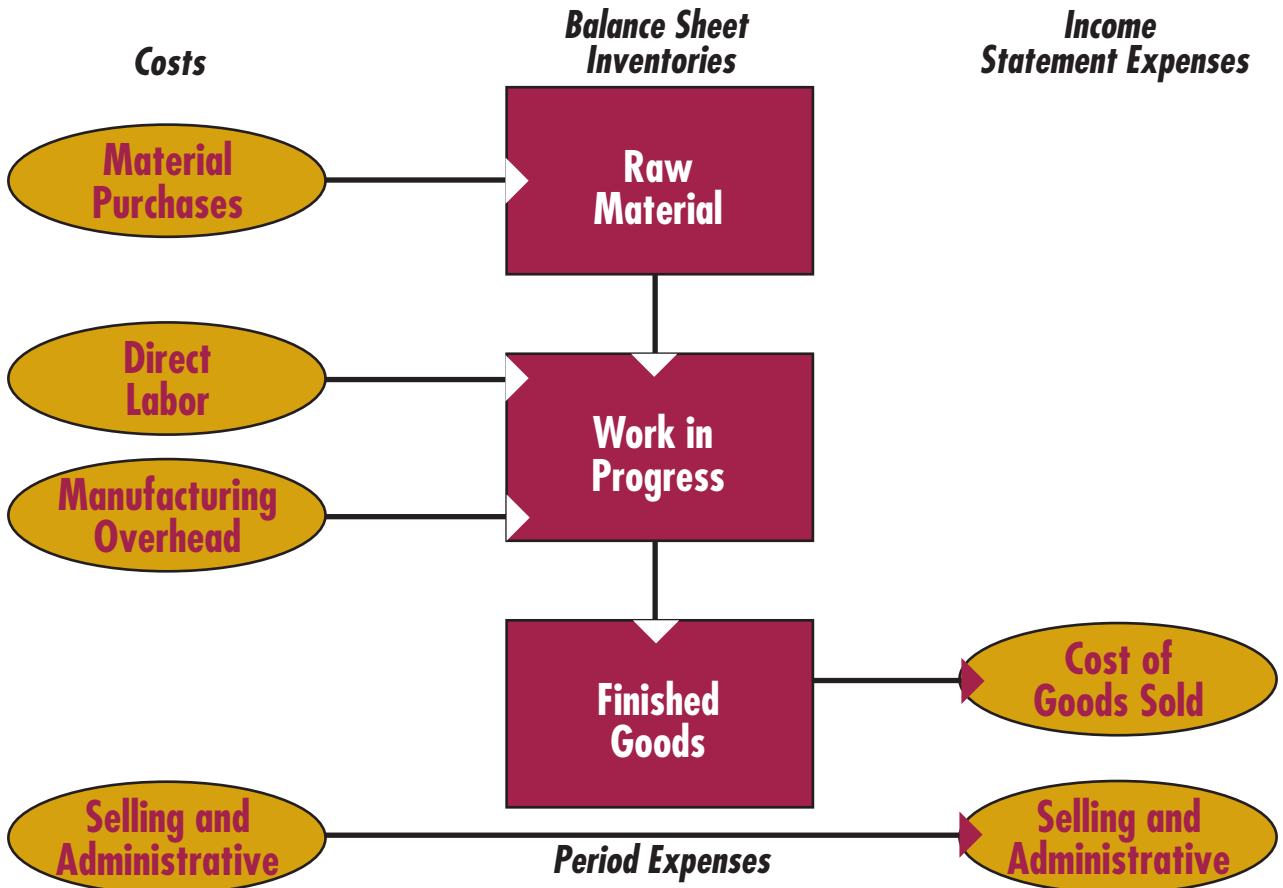 Costs
Balance Sheet
Inventories
Income
Statement Expenses
Material
Purchases
Raw
Material
Direct
Labor
Manufacturing
Overhead
Work in
Progress
Finished
Goods
Cost of
Goods Sold
Selling and
Administrative
Period Expenses
Selling and
Administrative